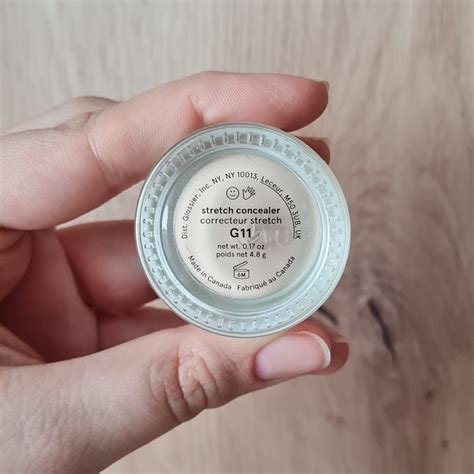 Dist. Glossier, Inc. NY, NY 10013, Leceur, M50 3UB, UK
stretch concealer
correcteur stretch
G11
net wt. 0.17 oz
poids net 4.8 g
6M
Made in Canada Fabriqué au Canada